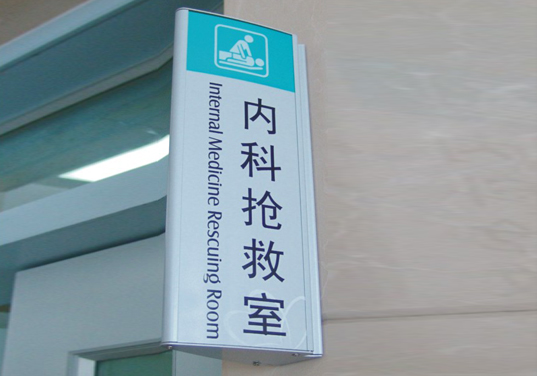 内科抢救室
Internal Medicine Rescuing Room